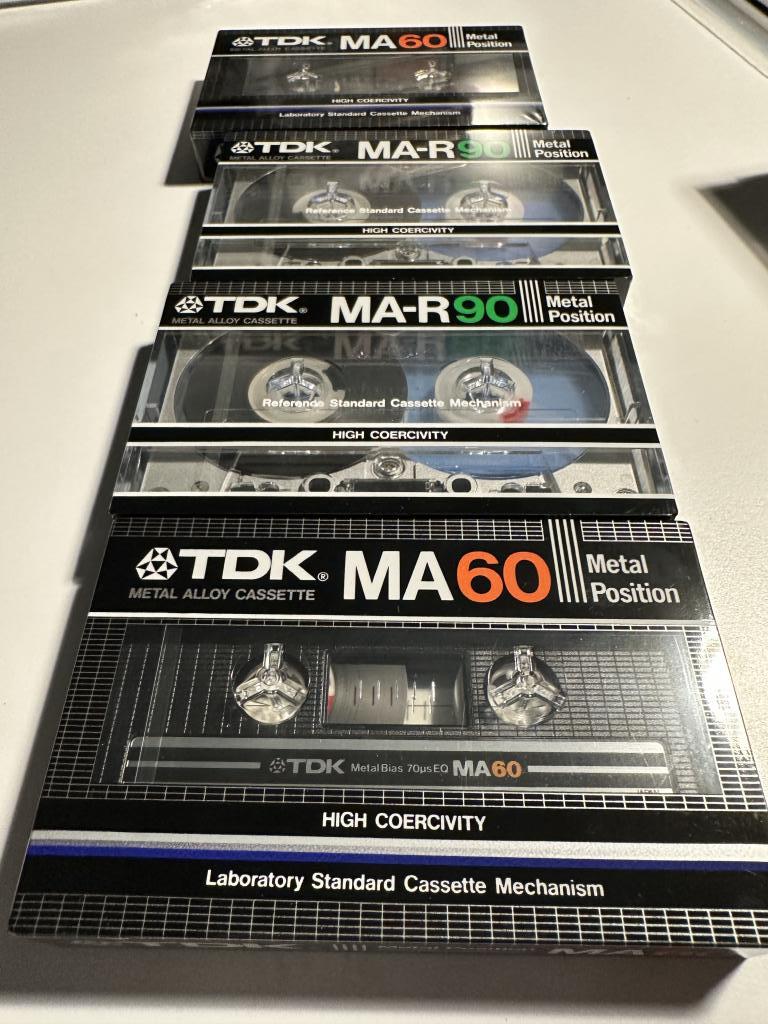 TDK® MA60 Metal
METAL ALLOY CASSETTE Position
HIGH COERCIVITY
Laboratory Standard Cassette Mechanism
TDK® MA-R90 Metal
METAL ALLOY CASSETTE Position
Reference Standard Cassette Mechanism
HIGH COERCIVITY
TDK® MA-R90 Metal
METAL ALLOY CASSETTE Position
Reference Standard Cassette Mechanism
HIGH COERCIVITY
TDK® MA60 Metal
METAL ALLOY CASSETTE Position
TDK Metal Bias 70µs EQ MA60
HIGH COERCIVITY
Laboratory Standard Cassette Mechanism